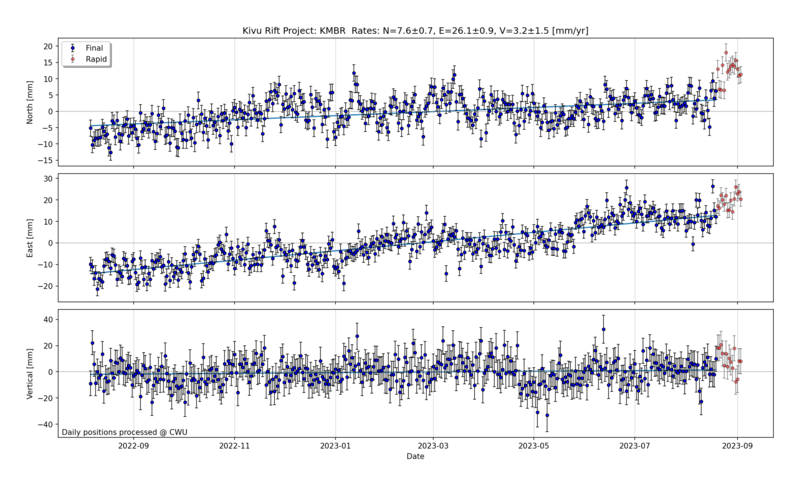 Kivu Rift Project: KMBR  Rates: N=7.6±0.7, E=26.1±0.9, V=3.2±1.5 [mm/yr]
Final
Rapid
North [mm]
20
15
10
5
0
−5
−10
−15
East [mm]
30
20
10
0
−10
−20
Vertical [mm]
40
20
0
−20
−40
Daily positions processed @ CWU
2022-09 2022-11 2023-01 2023-03 2023-05 2023-07 2023-09
Date